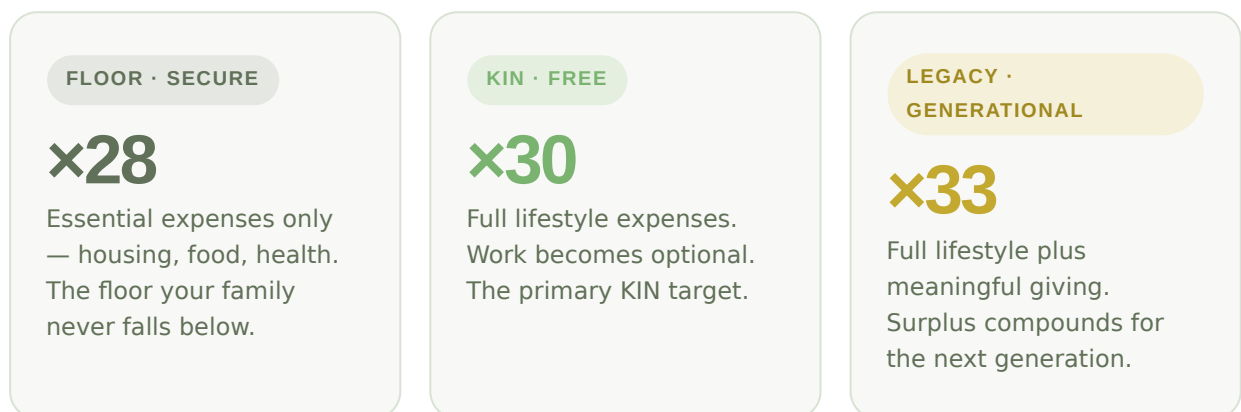 FLOOR · SECURE
×28
Essential expenses only
— housing, food, health.
The floor your family
never falls below.
KIN · FREE
×30
Full lifestyle expenses.
Work becomes optional.
The primary KIN target.
LEGACY ·
GENERATIONAL
×33
Full lifestyle plus
meaningful giving.
Surplus compounds for
the next generation.